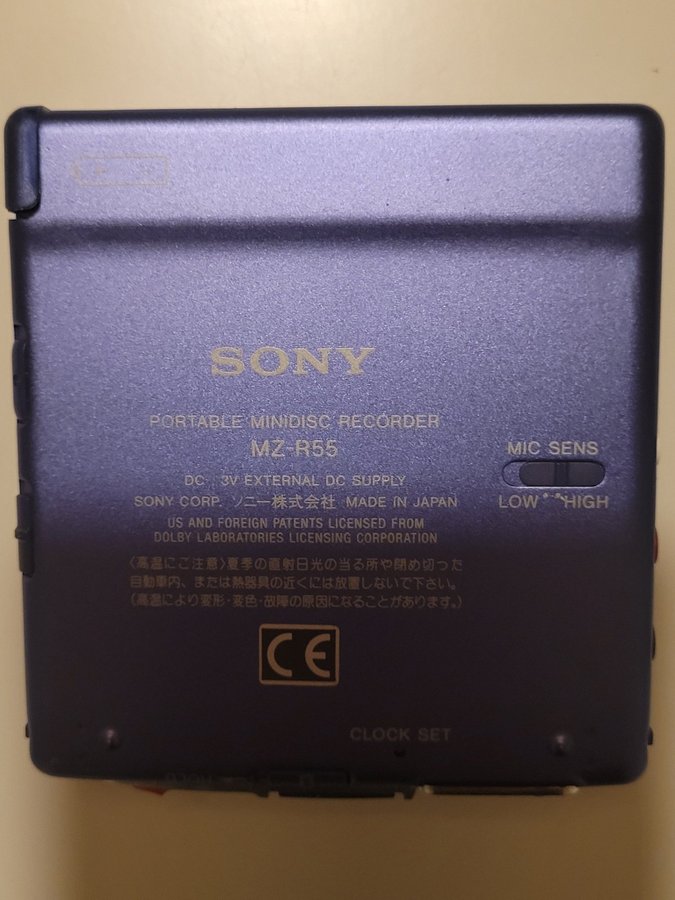 SONY
PORTABLE MINIDISC RECORDER
MZ-R55
MIC SENS
LOW HIGH
DC 3V EXTERNAL DC SUPPLY
SONY CORP. ソニー株式会社 MADE IN JAPAN
US AND FOREIGN PATENTS LICENSED FROM
DOLBY LABORATORIES LICENSING CORPORATION
〈高温にご注意〉夏季の直射日光の当る所や閉め切った
自動車内、または熱器具の近くには放置しないで下さい。
(高温により変形・変色・故障の原因になることがあります。)
CE
CLOCK SET
HOLD